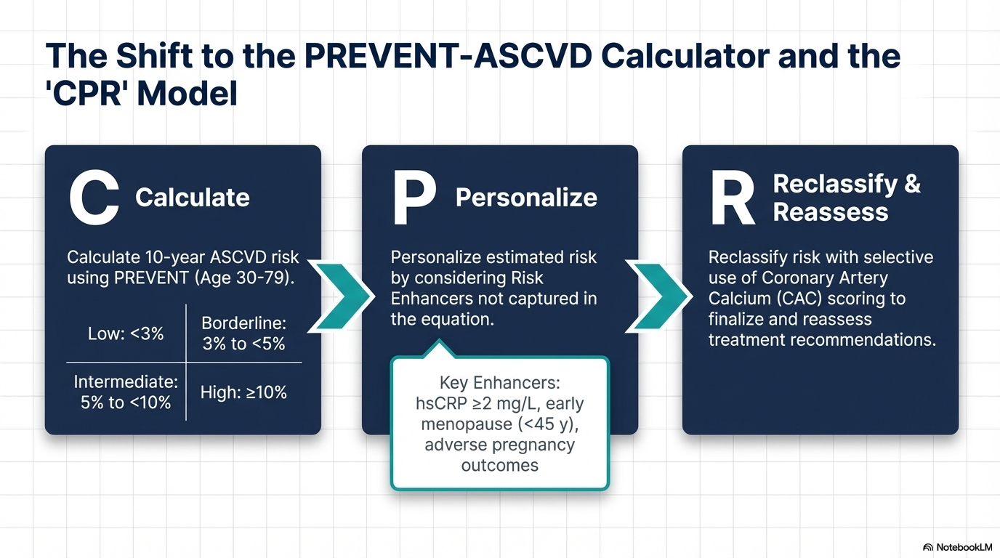 The Shift to the PREVENT-ASCVD Calculator and the
'CPR' Model
C Calculate
Calculate 10-year ASCVD risk
using PREVENT (Age 30-79).
Low: <3%
Borderline:
3% to <5%
Intermediate:
5% to <10%
High: ≥10%
P Personalize
Personalize estimated risk
by considering Risk
Enhancers not captured in
the equation.
Key Enhancers:
hsCRP ≥2 mg/L, early
menopause (<45 y),
adverse pregnancy
outcomes
R Reclassify &
Reassess
Reclassify risk with selective
use of Coronary Artery
Calcium (CAC) scoring to
finalize and reassess
treatment recommendations.
NotebookLM